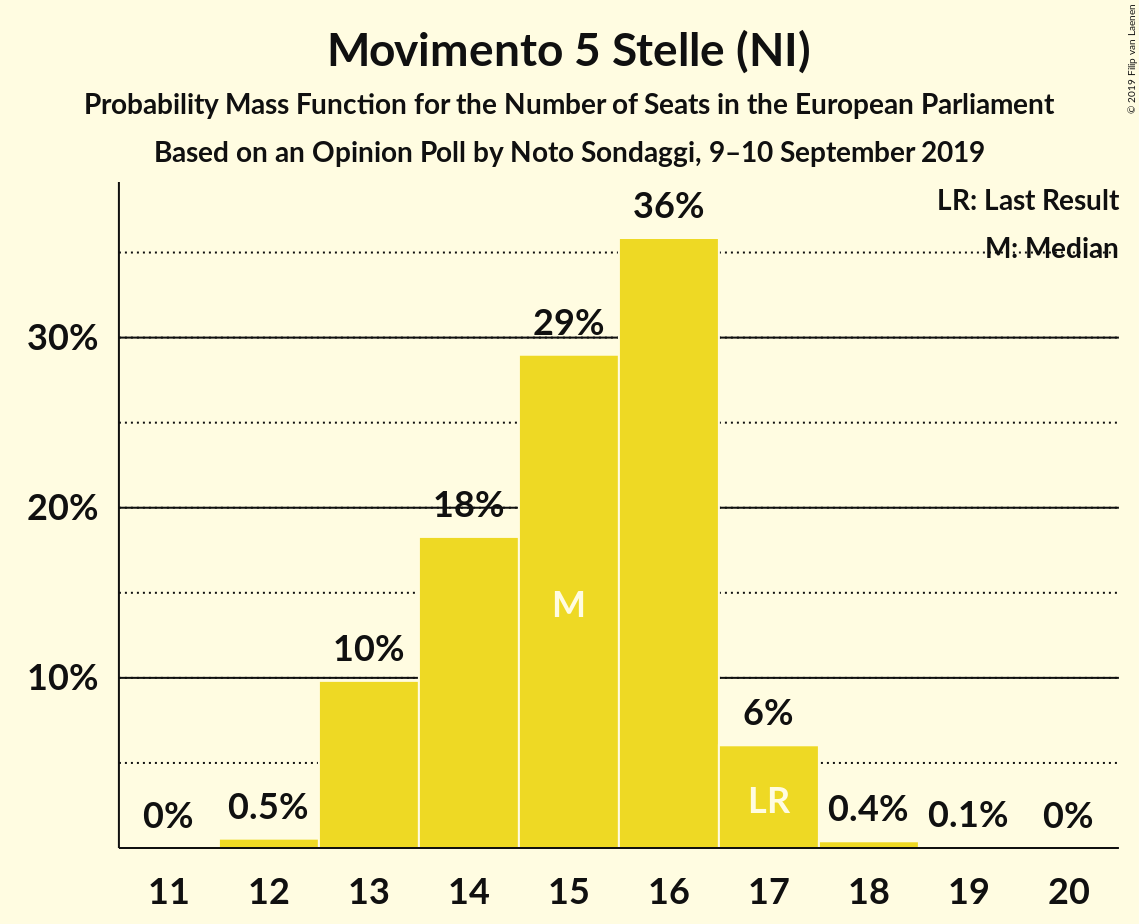 Movimento 5 Stelle (NI)
Probability Mass Function for the Number of Seats in the European Parliament
Based on an Opinion Poll by Noto Sondaggi, 9–10 September 2019
© 2019 Filip van Laenen
LR: Last Result
M: Median
30%
20%
10%
0%
0.5%
10%
18%
29%
36%
6%
0.4%
0.1%
0%
M
LR
11 12 13 14 15 16 17 18 19 20